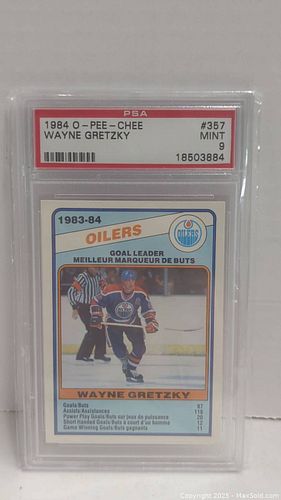 PSA
1984 O-PEE-CHEE #357
WAYNE GRETZKY MINT
9
18503884
1983-84
OILERS
OILERS
GOAL LEADER
MEILLEUR MARQUEUR DE BUTS
WAYNE GRETZKY
Goals/Buts 87
Assists/Assistances 118
Power Play Goals/Buts sur jeu de puissance 20
Short Handed Goals/Buts à court d'un homme 12
Game Winning Goals/Buts gagnants 11
Copyright 2025 - MaxSold.com